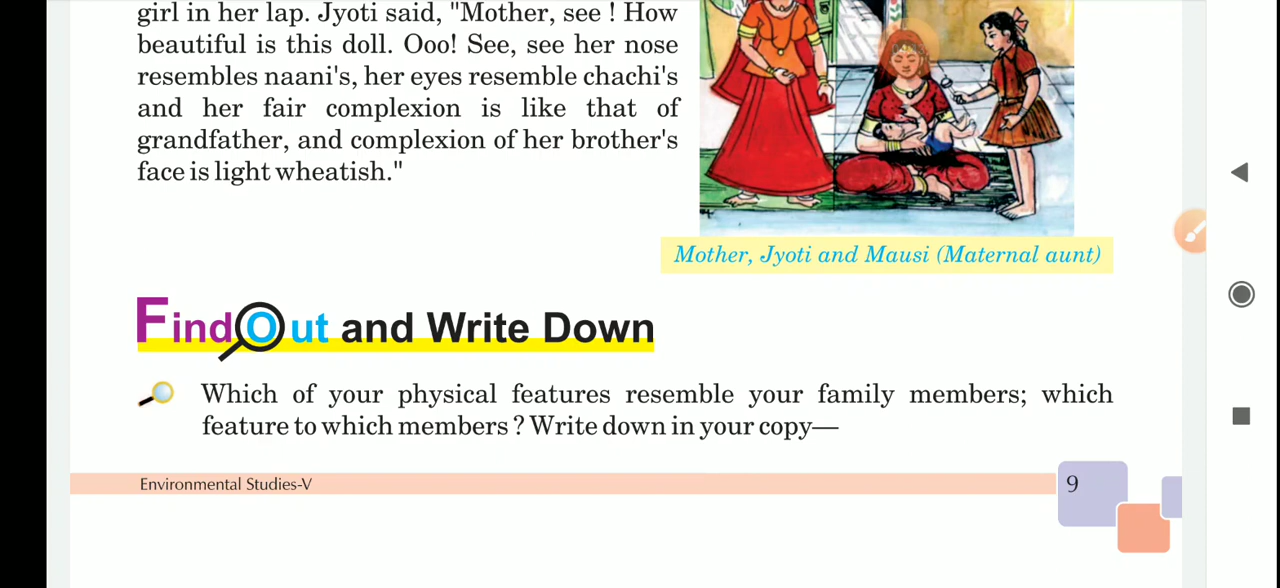 girl in her lap. Jyoti said, "Mother, see ! How
beautiful is this doll. Ooo! See, see her nose
resembles naani's, her eyes resemble chachi's
and her fair complexion is like that of
grandfather, and complexion of her brother's
face is light wheatish."
Mother, Jyoti and Mausi (Maternal aunt)
Find Out and Write Down
Which of your physical features resemble your family members; which
feature to which members ? Write down in your copy—
Environmental Studies-V
9